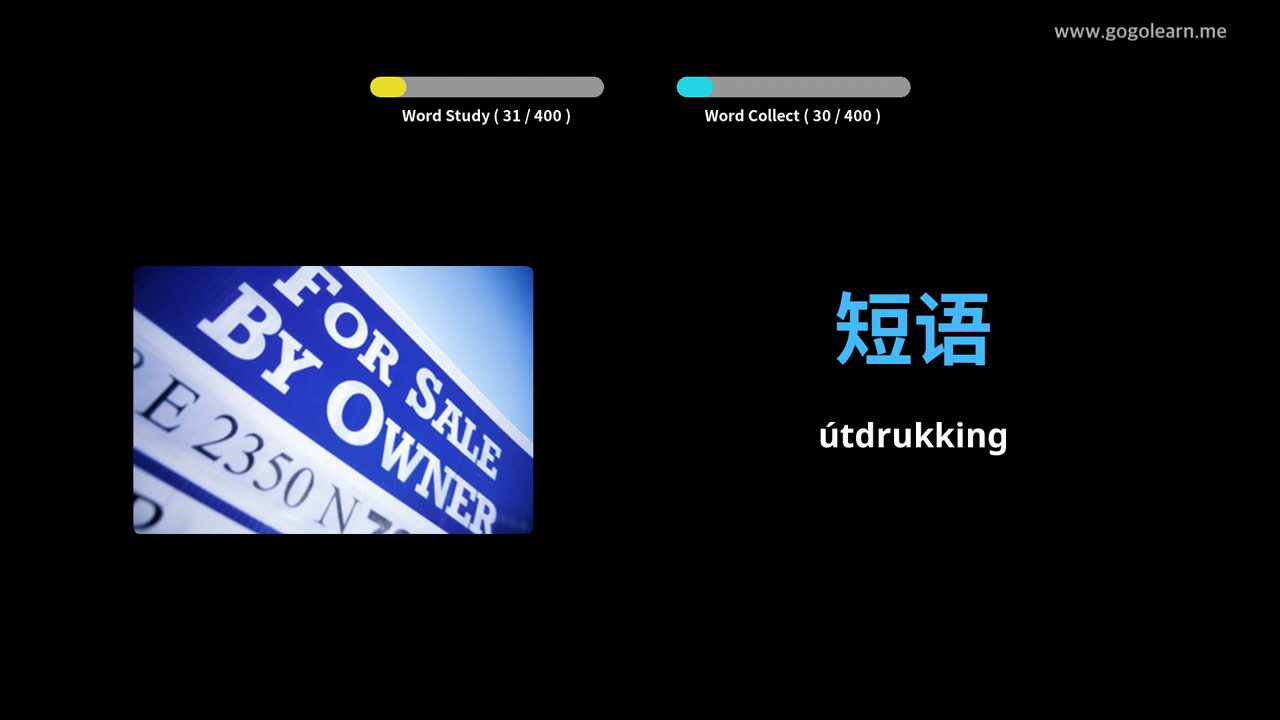 www.gogolearn.me
Word Study ( 31 / 400 )
Word Collect ( 30 / 400 )
FOR SALE
BY OWNER
E 2350 N
短语
útdrukking